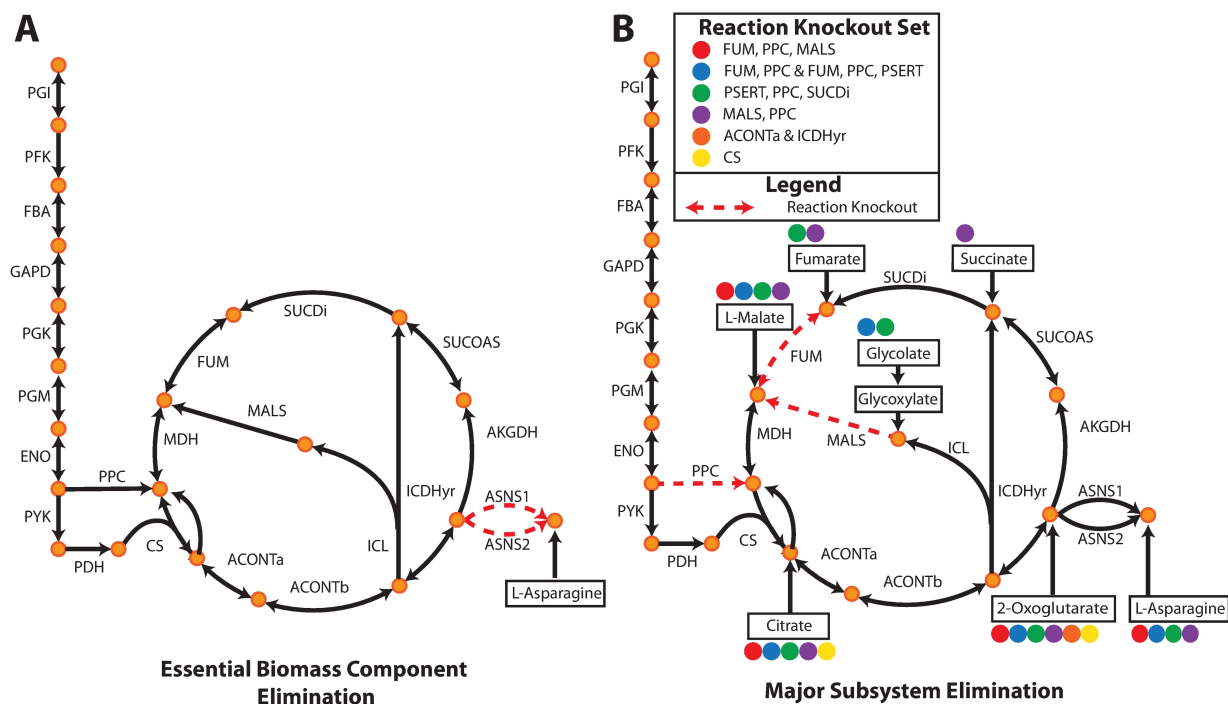 A
PGI
PFK
FBA
GAPD
PGK
PGM
ENO
PPC
PYK
PDH
CS
MDH
FUM
SUCDi
MALS
SUCOAS
AKGDH
ICDHyr
ICL
ACONTa
ACONTb
ASNS1
ASNS2
L-Asparagine
Essential Biomass Component
Elimination
B
Reaction Knockout Set
FUM, PPC, MALS
FUM, PPC & FUM, PPC, PSERT
PSERT, PPC, SUCDi
MALS, PPC
ACONTa & ICDHyr
CS
Legend
Reaction Knockout
PGI
PFK
FBA
GAPD
PGK
PGM
ENO
PPC
PYK
PDH
CS
MDH
L-Malate
Fumarate
Succinate
SUCDi
FUM
Glycolate
Glycoxylate
MALS
ICL
SUCOAS
AKGDH
ICDHyr
ASNS1
ASNS2
ACONTa
ACONTb
Citrate
2-Oxoglutarate
L-Asparagine
Major Subsystem Elimination